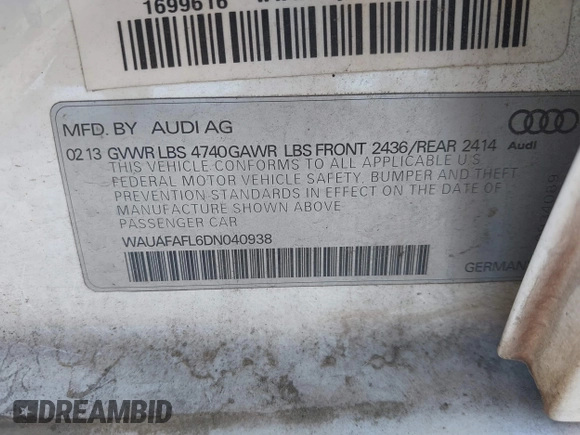 1699616
MFD. BY AUDI AG
02 13 GVWR LBS 4740 GAWR LBS FRONT 2436/REAR 2414
Audi
THIS VEHICLE CONFORMS TO ALL APPLICABLE U.S.
FEDERAL MOTOR VEHICLE SAFETY, BUMPER AND THEFT
PREVENTION STANDARDS IN EFFECT ON THE DATE OF
MANUFACTURE SHOWN ABOVE
PASSENGER CAR
WAUAFAFL6DN040938
GERMAN
DREAMBID